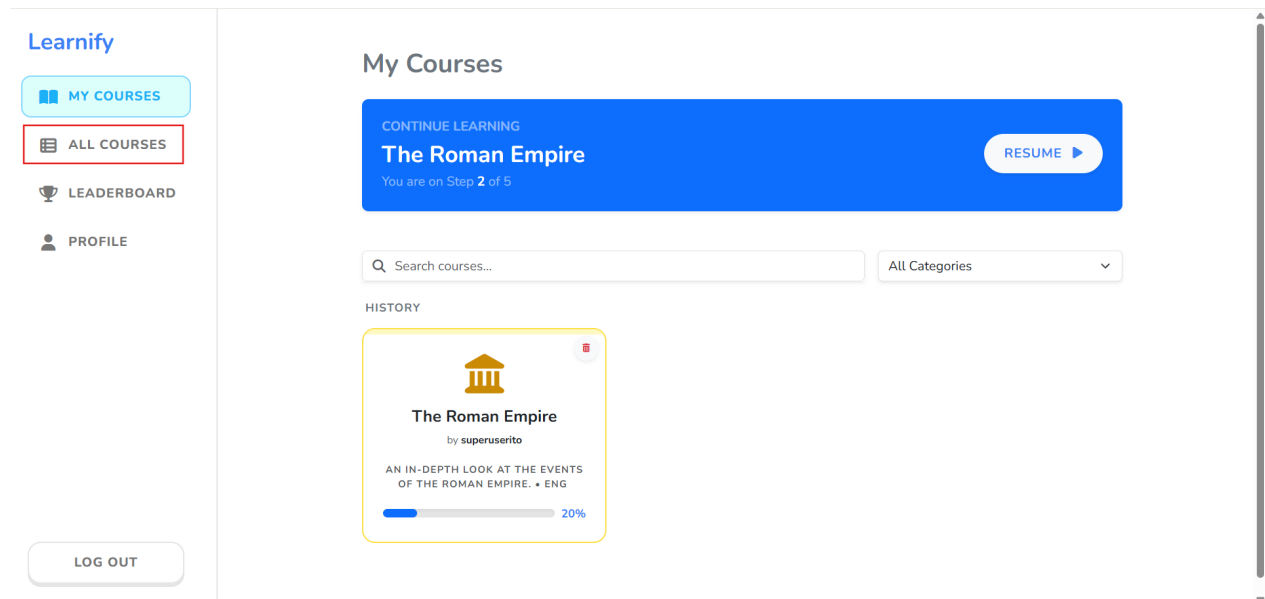 Learnify
MY COURSES
ALL COURSES
LEADERBOARD
PROFILE
LOG OUT
My Courses
CONTINUE LEARNING
The Roman Empire
You are on Step 2 of 5
RESUME
Search courses...
All Categories
HISTORY
The Roman Empire
by superuserito
AN IN-DEPTH LOOK AT THE EVENTS
OF THE ROMAN EMPIRE. • ENG
20%